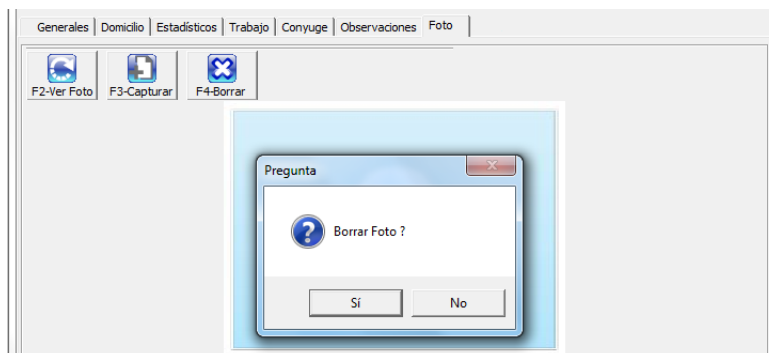 Generales Domicilio Estadísticos Trabajo Conyuge Observaciones Foto
F2-Ver Foto F3-Capturar F4-Borrar
Pregunta
Borrar Foto ?
Sí No